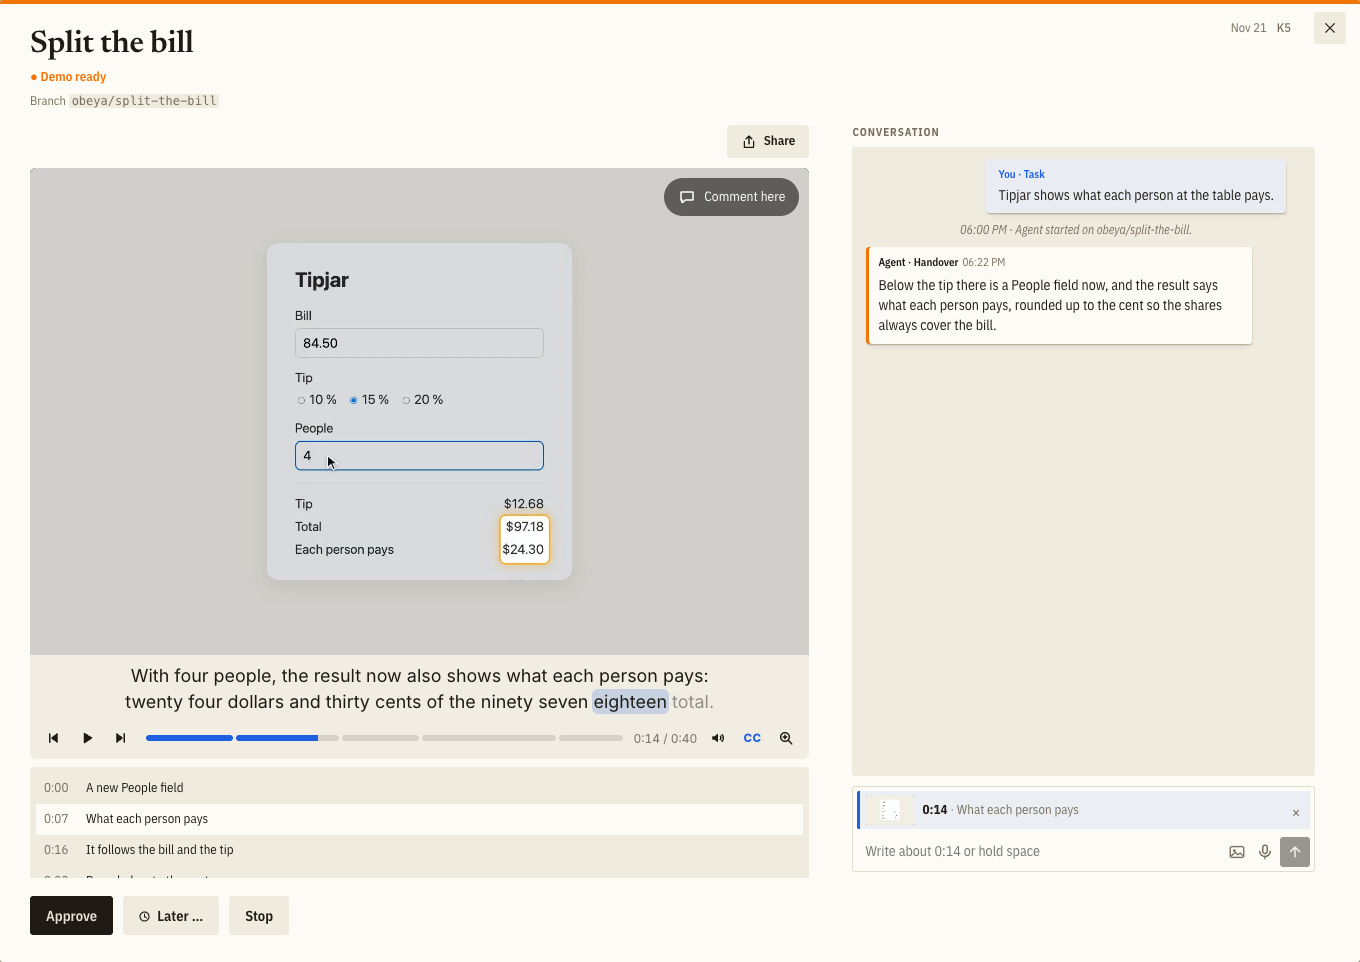 Split the bill
Nov 21 K5
● Demo ready
Branch obeya/split-the-bill
Share
Comment here
Tipjar
Bill
84.50
Tip
10 % 15 % 20 %
People
4
Tip $12.68
Total $97.18
Each person pays $24.30
With four people, the result now also shows what each person pays:
twenty four dollars and thirty cents of the ninety seven eighteen total.
0:14 / 0:40 CC
0:00 A new People field
0:07 What each person pays
0:16 It follows the bill and the tip
Approve
Later ...
Stop
CONVERSATION
You · Task
Tipjar shows what each person at the table pays.
06:00 PM · Agent started on obeya/split-the-bill.
Agent · Handover 06:22 PM
Below the tip there is a People field now, and the result says
what each person pays, rounded up to the cent so the shares
always cover the bill.
0:14 · What each person pays
Write about 0:14 or hold space